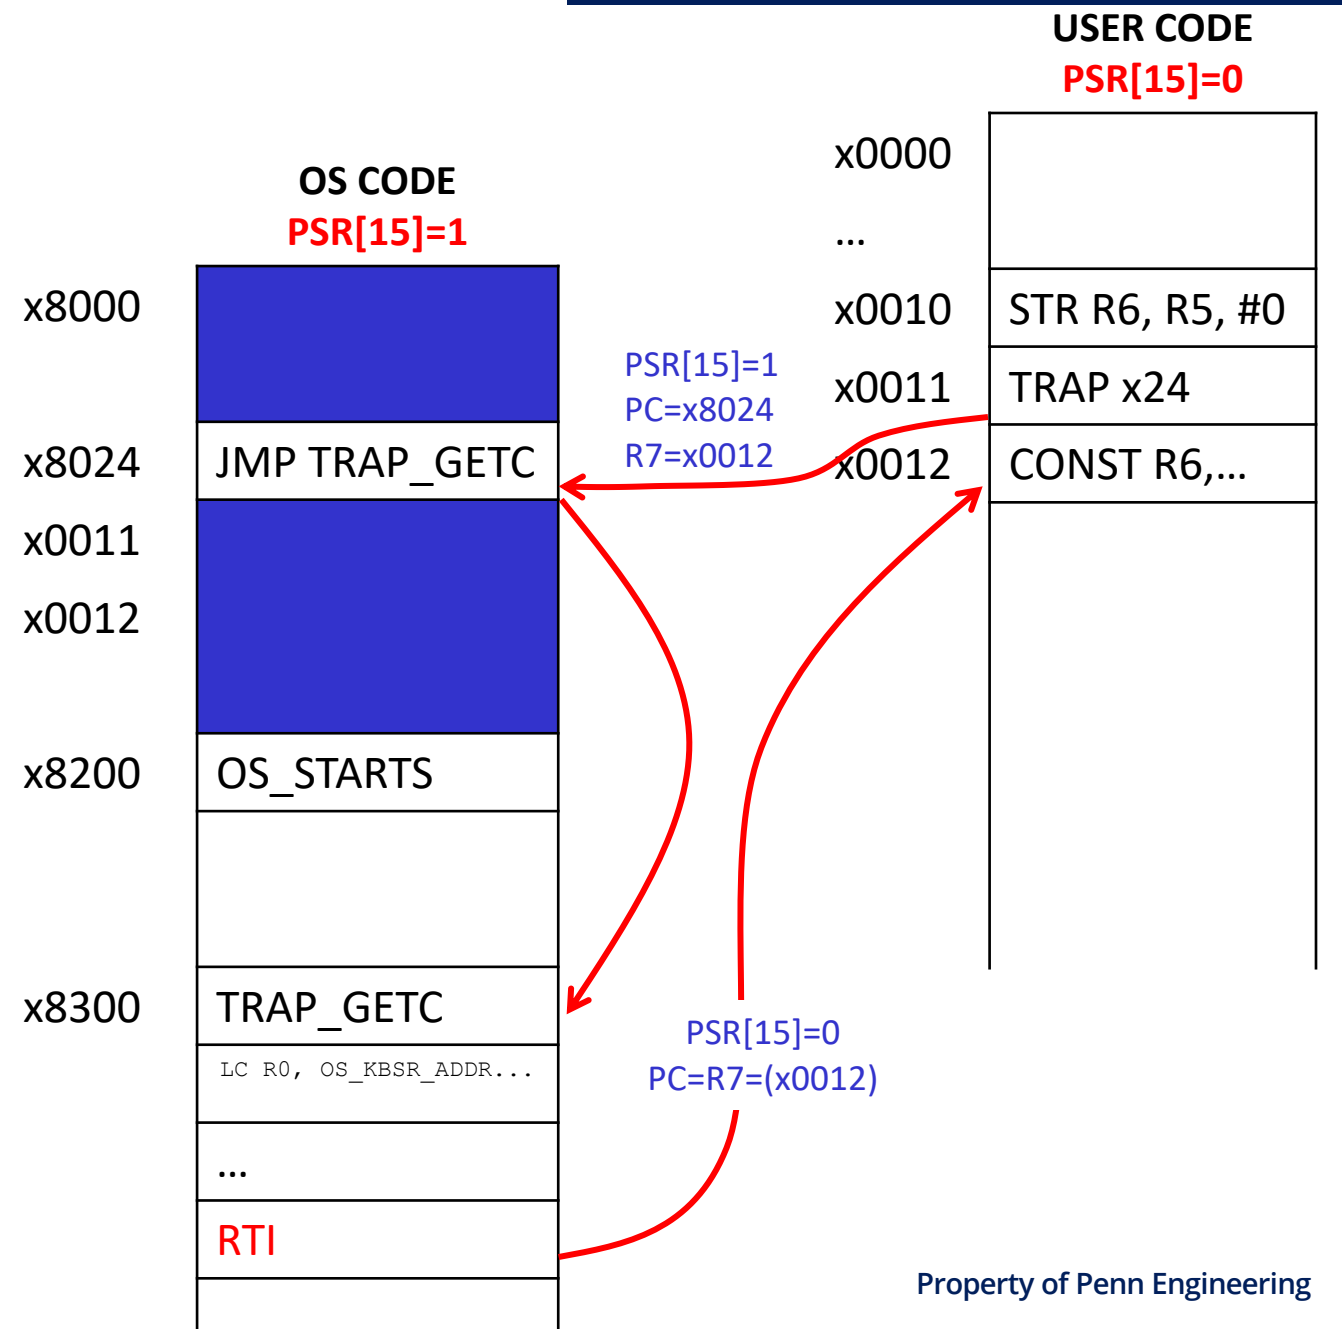 USER CODE
PSR[15]=0
OS CODE
PSR[15]=1
x8000
x8024
x0011
x0012
x8200
x8300
JMP TRAP_GETC
OS_STARTS
TRAP_GETC
LC R0, OS_KBSR_ADDR...
...
RTI
PSR[15]=1
PC=x8024
R7=x0012
x0000
...
x0010
x0011
x0012
STR R6, R5, #0
TRAP x24
CONST R6,...
PSR[15]=0
PC=R7=(x0012)
Property of Penn Engineering